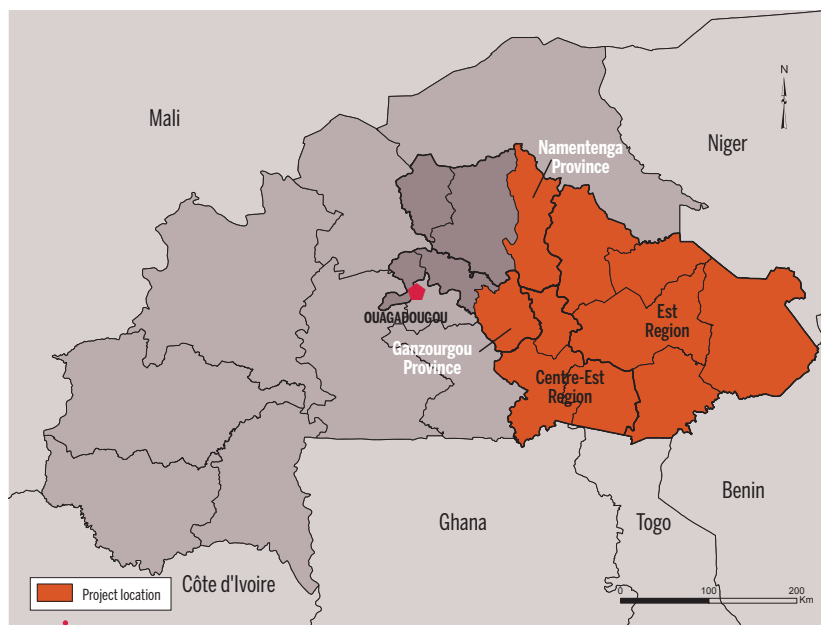 N
Mali
Niger
Namentenga
Province
OUAGADOUGOU
Ganzourgou
Province
Est
Region
Centre-Est
Region
Ghana
Togo
Benin
Côte d'Ivoire
Project location
0 100 200
Km